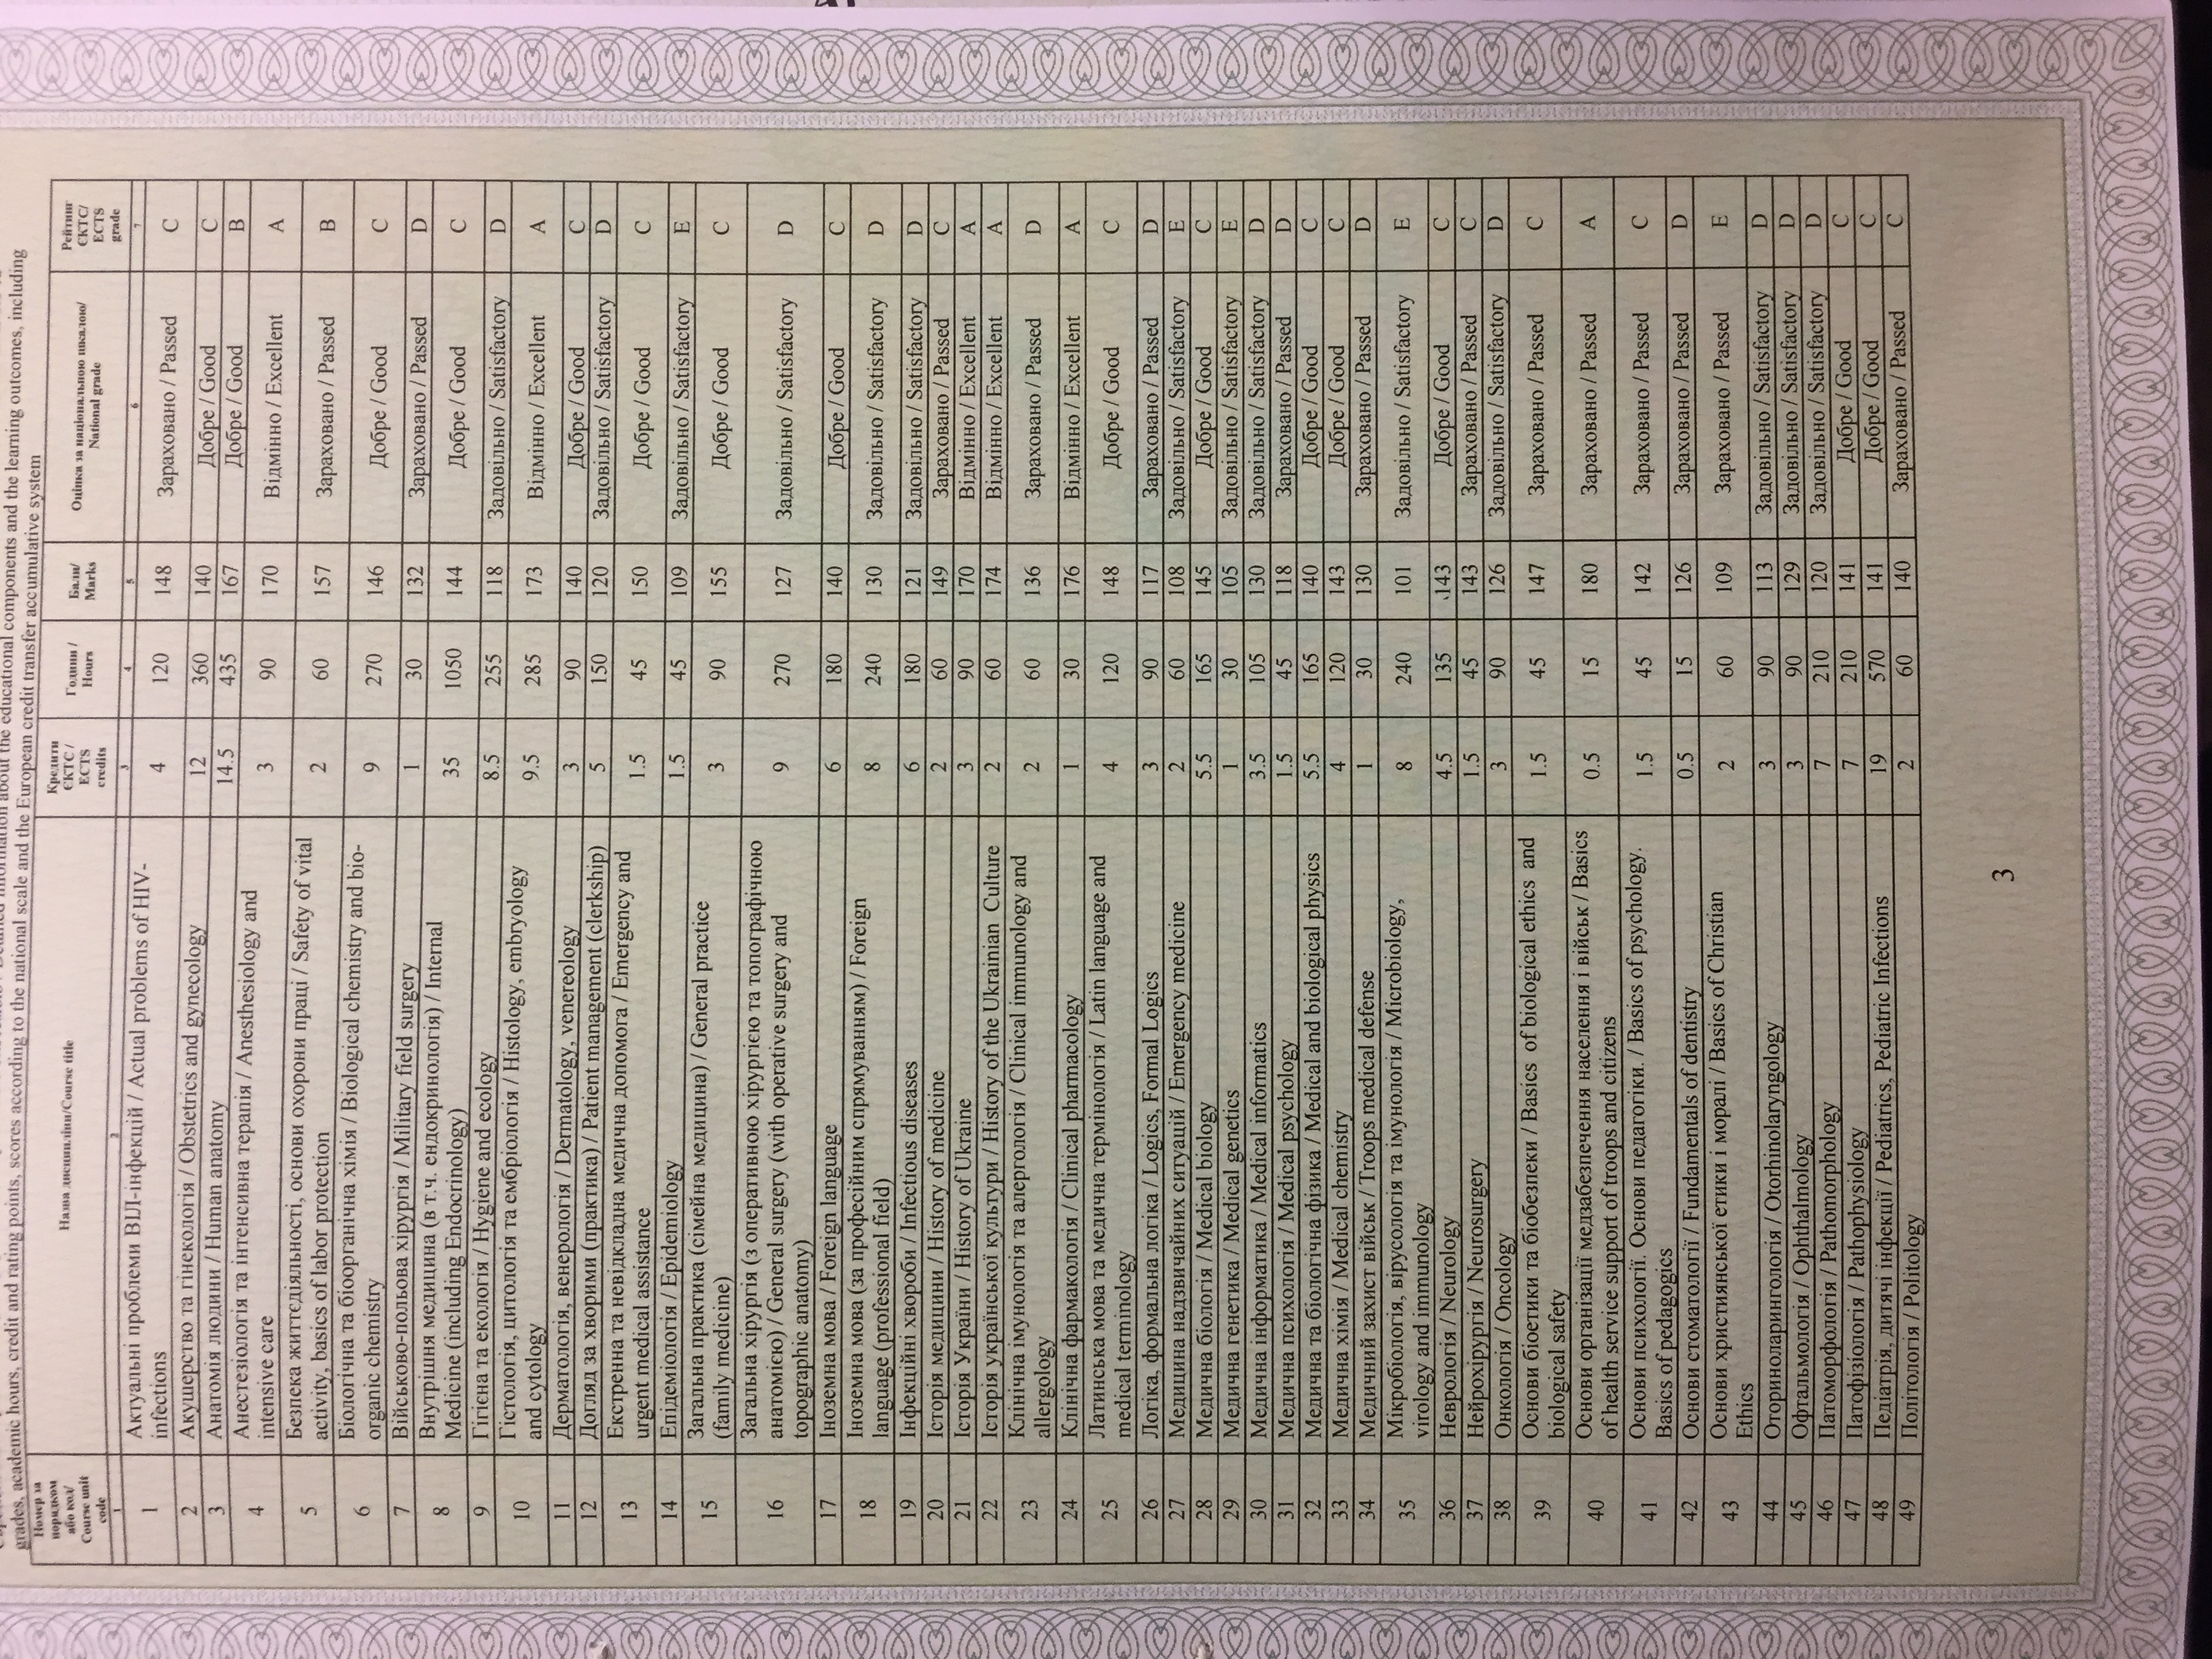 about the educational components and the learning outcomes, including
grades, academic hours, credit and rating points, scores according to the national scale and the European credit transfer accumulative system
Номер за порядком або код/ Course unit code | Назва дисципліни/Course title | Кредити ЄКТС / ECTS credits | Години / Hours | Бали/ Marks | Оцінка за національною шкалою/ National grade | Рейтинг ЄКТС/ ECTS grade
1 2 3 4 5 6 7
1 Актуальні проблеми ВІЛ-інфекцій / Actual problems of HIV-
infections 4 120 148 Зараховано / Passed C
2 Акушерство та гінекологія / Obstetrics and gynecology 12 360 140 Добре / Good C
3 Анатомія людини / Human anatomy 14.5 435 167 Добре / Good B
4 Анестезіологія та інтенсивна терапія / Anesthesiology and
intensive care 3 90 170 Відмінно / Excellent A
5 Безпека життєдіяльності, основи охорони праці / Safety of vital
activity, basics of labor protection 2 60 157 Зараховано / Passed B
6 Біологічна та біоорганічна хімія / Biological chemistry and bio-
organic chemistry 9 270 146 Добре / Good C
7 Військово-польова хірургія / Military field surgery 1 30 132 Зараховано / Passed D
8 Внутрішня медицина (в т.ч. ендокринологія) / Internal
Medicine (including Endocrinology) 35 1050 144 Добре / Good C
9 Гігієна та екологія / Hygiene and ecology 8.5 255 118 Задовільно / Satisfactory D
10 Гістологія, цитологія та ембріологія / Histology, embryology
and cytology 9.5 285 173 Відмінно / Excellent A
11 Дерматологія, венерологія / Dermatology, venereology 3 90 140 Добре / Good C
12 Догляд за хворими (практика) / Patient management (clerkship) 5 150 120 Задовільно / Satisfactory D
13 Екстренна та невідкладна медична допомога / Emergency and
urgent medical assistance 1.5 45 150 Добре / Good C
14 Епідеміологія / Epidemiology 1.5 45 109 Задовільно / Satisfactory E
15 Загальна практика (сімейна медицина) / General practice
(family medicine) 3 90 155 Добре / Good C
16 Загальна хірургія (з оперативною хірургією та топографічною
анатомією) / General surgery (with operative surgery and
topographic anatomy) 9 270 127 Задовільно / Satisfactory D
17 Іноземна мова / Foreign language 6 180 140 Добре / Good C
18 Іноземна мова (за професійним спрямуванням) / Foreign
language (professional field) 8 240 130 Задовільно / Satisfactory D
19 Інфекційні хвороби / Infectious diseases 6 180 121 Задовільно / Satisfactory D
20 Історія медицини / History of medicine 2 60 149 Зараховано / Passed C
21 Історія України / History of Ukraine 3 90 170 Відмінно / Excellent A
22 Історія української культури / History of the Ukrainian Culture 2 60 174 Відмінно / Excellent A
23 Клінічна імунологія та алергологія / Clinical immunology and
allergology 2 60 136 Зараховано / Passed D
24 Клінічна фармакологія / Clinical pharmacology 1 30 176 Відмінно / Excellent A
25 Латинська мова та медична термінологія / Latin language and
medical terminology 4 120 148 Добре / Good C
26 Логіка, формальна логіка / Logics, Formal Logics 3 90 117 Зараховано / Passed D
27 Медицина надзвичайних ситуацій / Emergency medicine 2 60 108 Задовільно / Satisfactory E
28 Медична біологія / Medical biology 5.5 165 145 Добре / Good C
29 Медична генетика / Medical genetics 1 30 105 Задовільно / Satisfactory E
30 Медична інформатика / Medical informatics 3.5 105 130 Задовільно / Satisfactory D
31 Медична психологія / Medical psychology 1.5 45 118 Зараховано / Passed D
32 Медична та біологічна фізика / Medical and biological physics 5.5 165 140 Добре / Good C
33 Медична хімія / Medical chemistry 4 120 143 Добре / Good C
34 Медичний захист військ / Troops medical defense 1 30 130 Зараховано / Passed D
35 Мікробіологія, вірусологія та імунологія / Microbiology,
virology and immunology 8 240 101 Задовільно / Satisfactory E
36 Неврологія / Neurology 4.5 135 143 Добре / Good C
37 Нейрохірургія / Neurosurgery 1.5 45 143 Зараховано / Passed C
38 Онкологія / Oncology 3 90 126 Задовільно / Satisfactory D
39 Основи біоетики та біобезпеки / Basics of biological ethics and
biological safety 1.5 45 147 Зараховано / Passed C
40 Основи організації медзабезпечення населення і військ / Basics
of health service support of troops and citizens 0.5 15 180 Зараховано / Passed A
41 Основи психології. Основи педагогіки. / Basics of psychology.
Basics of pedagogics 1.5 45 142 Зараховано / Passed C
42 Основи стоматології / Fundamentals of dentistry 0.5 15 126 Зараховано / Passed D
43 Основи християнської етики і моралі / Basics of Christian
Ethics 2 60 109 Зараховано / Passed E
44 Оториноларингологія / Otorhinolaryngology 3 90 113 Задовільно / Satisfactory D
45 Офтальмологія / Ophthalmology 3 90 129 Задовільно / Satisfactory D
46 Патоморфологія / Pathomorphology 7 210 120 Задовільно / Satisfactory D
47 Патофізіологія / Pathophysiology 7 210 141 Добре / Good C
48 Педіатрія, дитячі інфекції / Pediatrics, Pediatric Infections 19 570 141 Добре / Good C
49 Політологія / Politology 2 60 140 Зараховано / Passed C
3